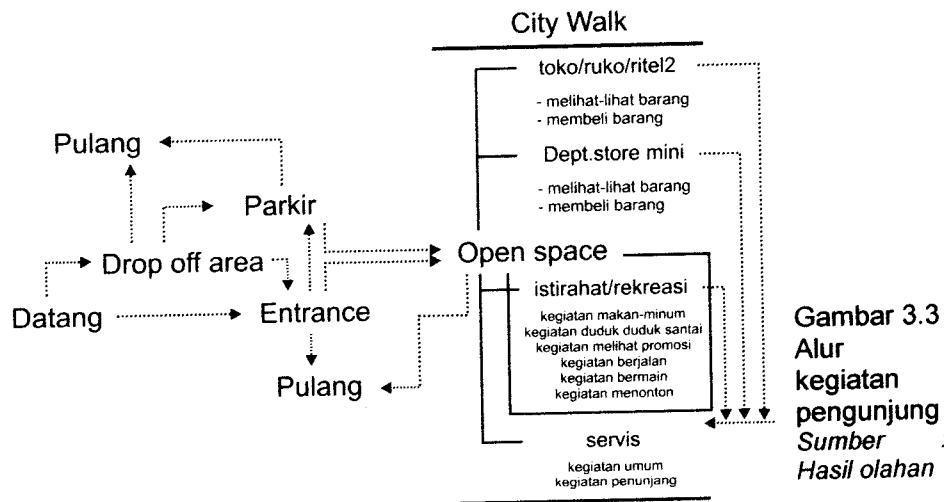 City Walk
toko/ruko/ritel2
- melihat-lihat barang
- membeli barang
Pulang
Dept.store mini
- melihat-lihat barang
- membeli barang
Parkir
Drop off area
Open space
istirahat/rekreasi
Datang
Entrance
kegiatan makan-minum
kegiatan duduk duduk santai
kegiatan melihat promosi
kegiatan berjalan
kegiatan bermain
kegiatan menonton
Pulang
servis
kegiatan umum
kegiatan penunjang
Gambar 3.3
Alur
kegiatan
pengunjung
Sumber :
Hasil olahan